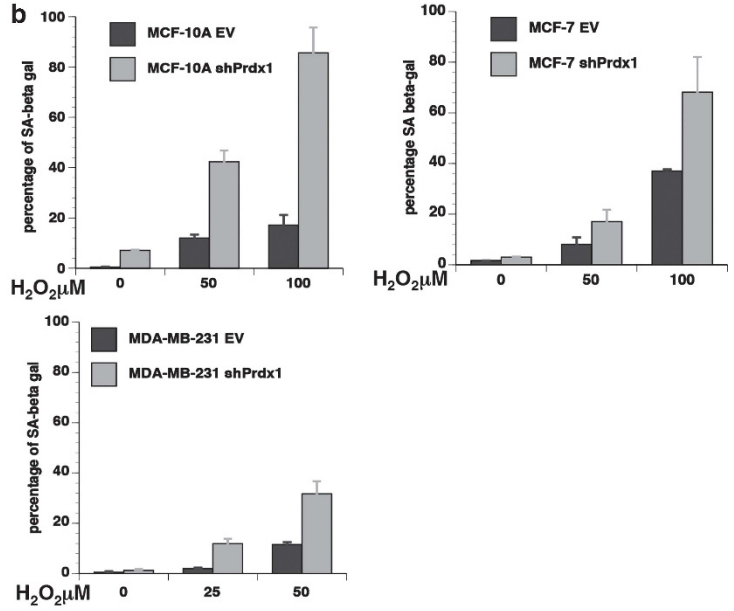 b
100
80
60
40
20
0
percentage of SA-beta gal
MCF-10A EV
MCF-10A shPrdx1
H₂O₂μM
0 50 100
100
80
60
40
20
0
percentage SA beta-gal
MCF-7 EV
MCF-7 shPrdx1
H₂O₂μM
0 50 100
100
80
60
40
20
0
percentage of SA-beta gal
MDA-MB-231 EV
MDA-MB-231 shPrdx1
H₂O₂μM
0 25 50